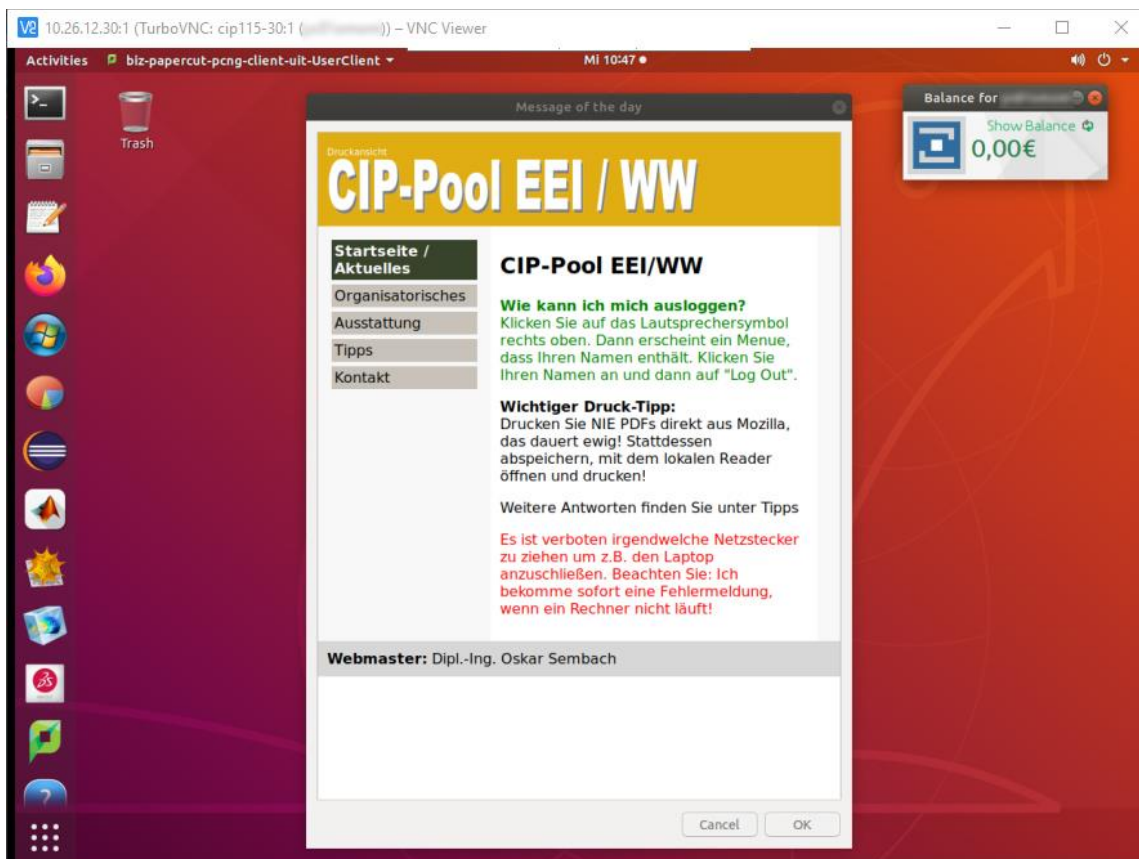 10.26.12.30:1 (TurboVNC: cip115-30:1 ( )) – VNC Viewer
Activities
biz-papercut-pcng-client-uit-UserClient
Mi 10:47
Trash
Message of the day
Balance for
Show Balance
0,00€
Druckansicht
CIP-Pool EEI / WW
Startseite /
Aktuelles
Organisatorisches
Ausstattung
Tipps
Kontakt
CIP-Pool EEI/WW
Wie kann ich mich ausloggen?
Klicken Sie auf das Lautsprechersymbol
rechts oben. Dann erscheint ein Menue,
dass Ihren Namen enthält. Klicken Sie
Ihren Namen an und dann auf "Log Out".
Wichtiger Druck-Tipp:
Drucken Sie NIE PDFs direkt aus Mozilla,
das dauert ewig! Stattdessen
abspeichern, mit dem lokalen Reader
öffnen und drucken!
Weitere Antworten finden Sie unter Tipps
Es ist verboten irgendwelche Netzstecker
zu ziehen um z.B. den Laptop
anzuschließen. Beachten Sie: Ich
bekomme sofort eine Fehlermeldung,
wenn ein Rechner nicht läuft!
Webmaster: Dipl.-Ing. Oskar Sembach
Cancel
OK